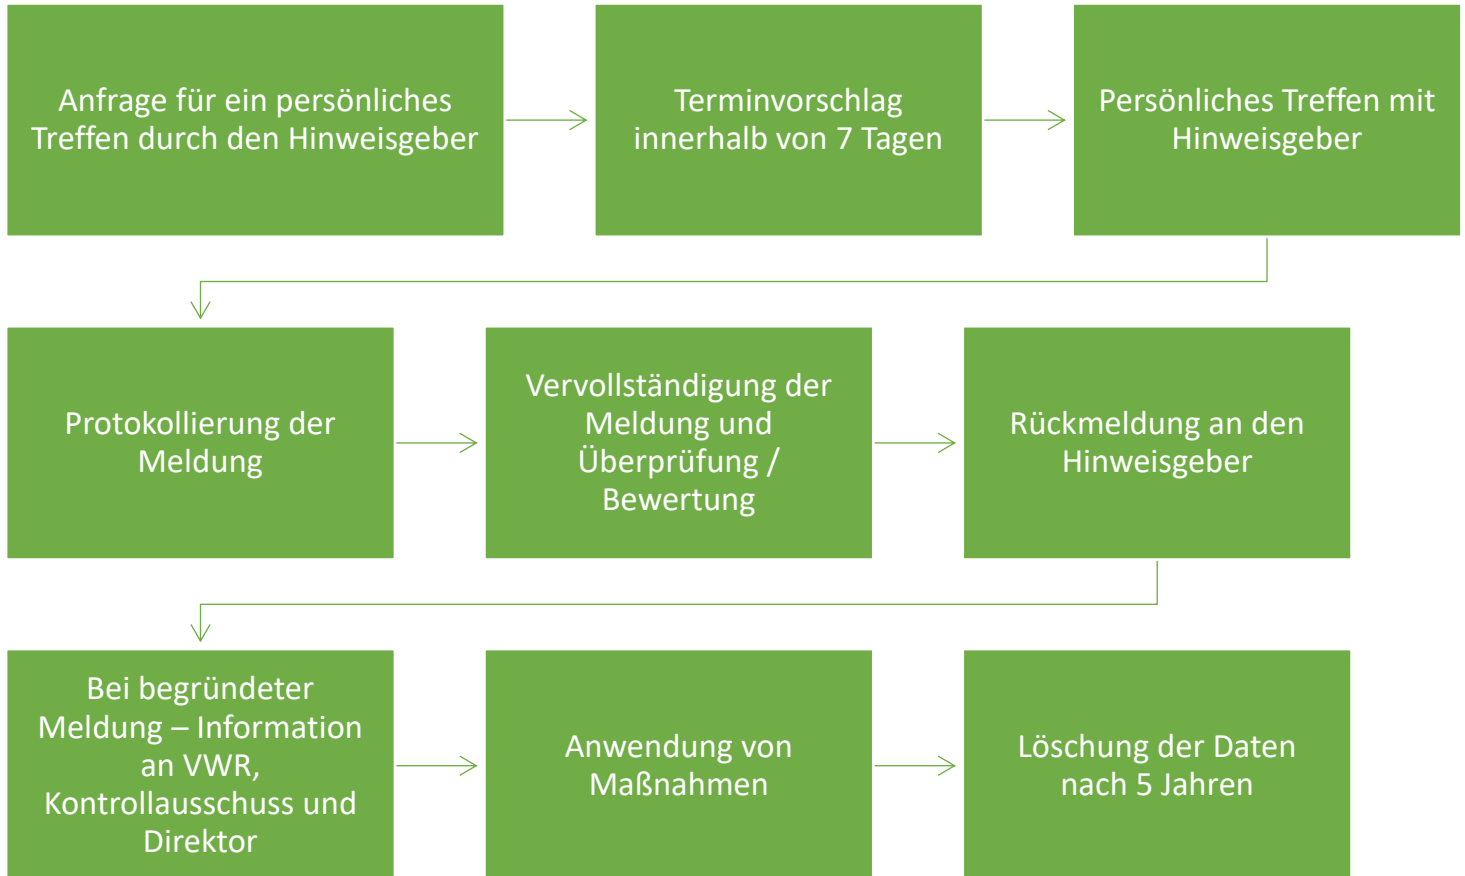 Anfrage für ein persönliches
Treffen durch den Hinweisgeber
Terminvorschlag
innerhalb von 7 Tagen
Persönliches Treffen mit
Hinweisgeber
Protokollierung der
Meldung
Vervollständigung der
Meldung und
Überprüfung /
Bewertung
Rückmeldung an den
Hinweisgeber
Bei begründeter
Meldung – Information
an VWR,
Kontrollausschuss und
Direktor
Anwendung von
Maßnahmen
Löschung der Daten
nach 5 Jahren